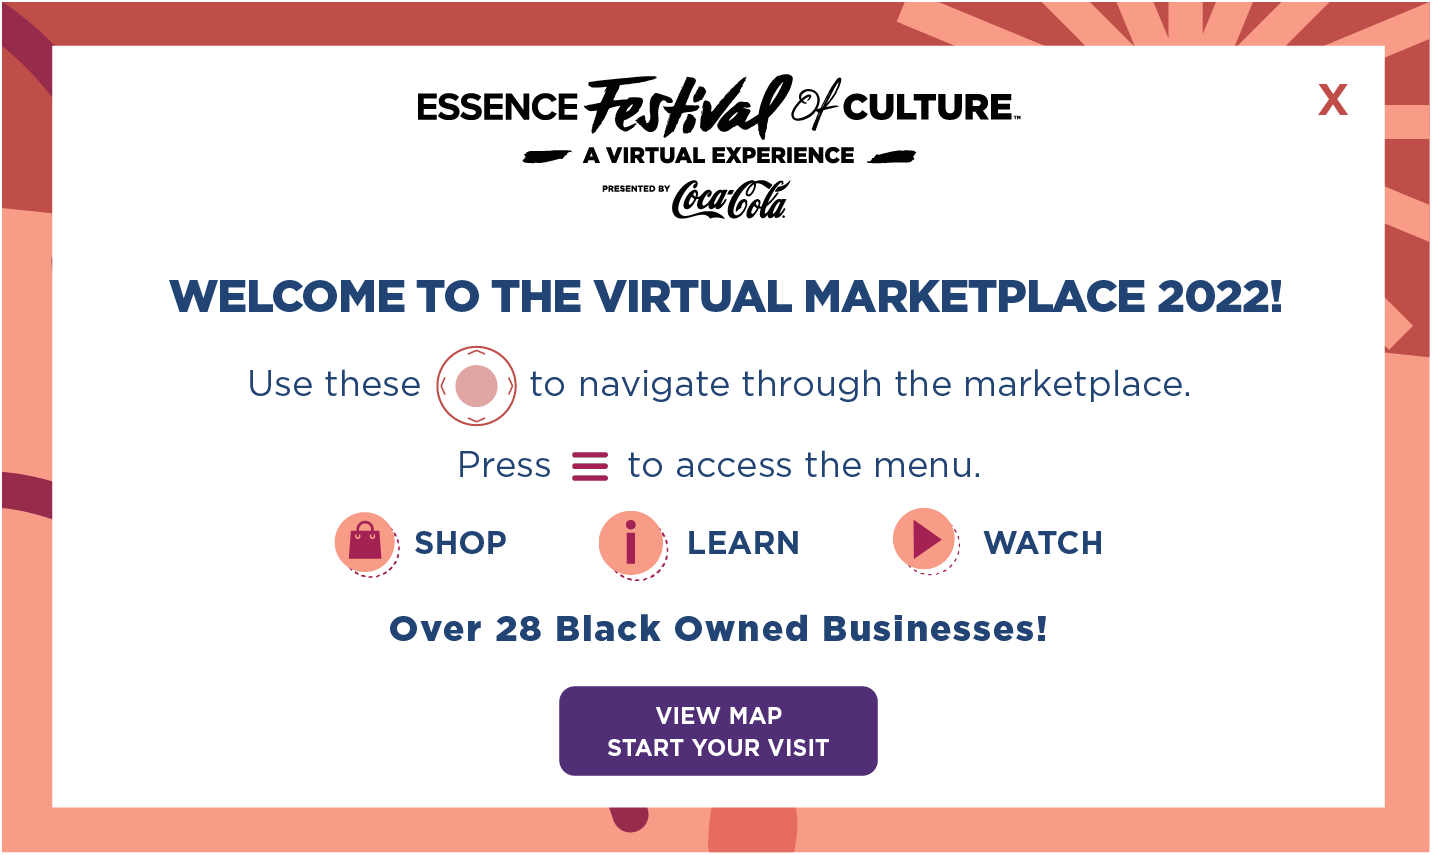 ESSENCE Festival of CULTURE™
A VIRTUAL EXPERIENCE
PRESENTED BY Coca-Cola
X
WELCOME TO THE VIRTUAL MARKETPLACE 2022!
Use these to navigate through the marketplace.
Press to access the menu.
SHOP LEARN WATCH
Over 28 Black Owned Businesses!
VIEW MAP
START YOUR VISIT